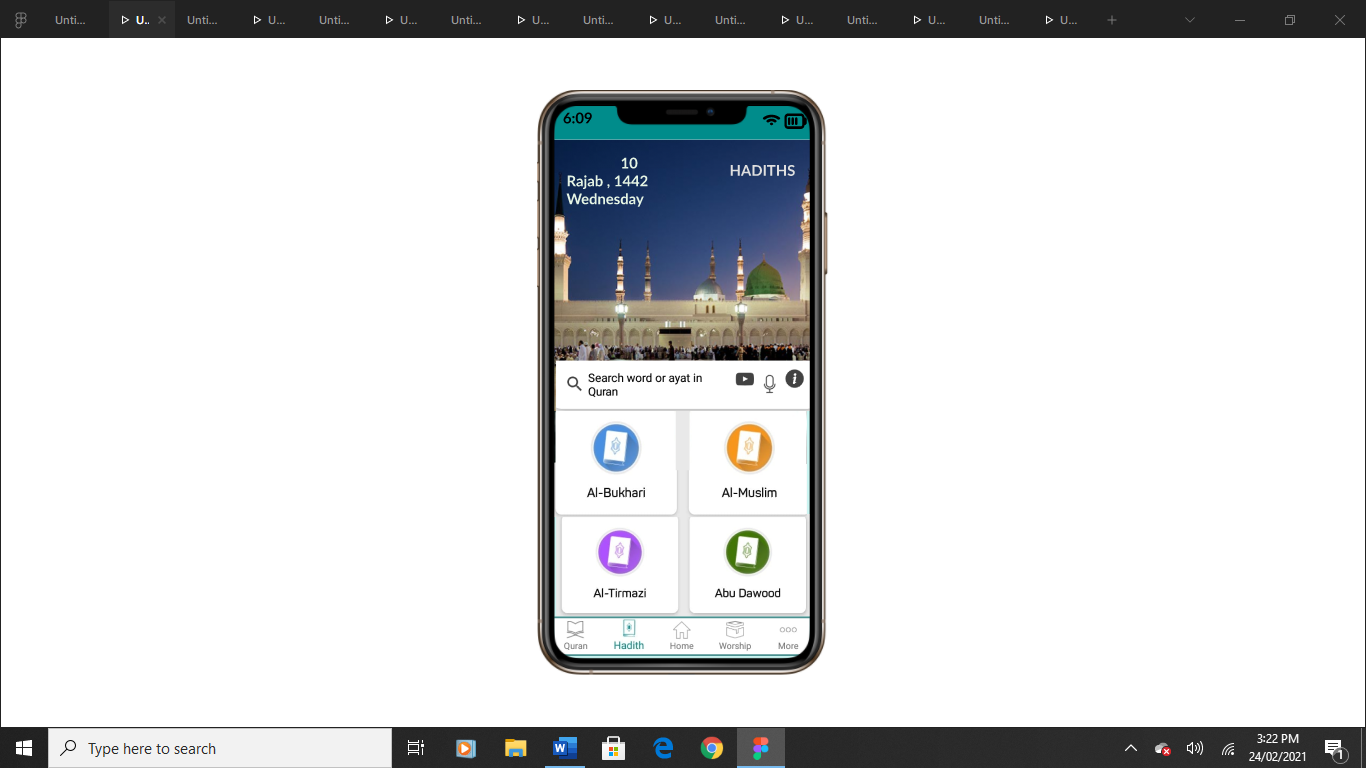 Unti...
U..
Unti...
U...
Unti...
U...
Unti...
U...
Unti...
U...
Unti...
U...
Unti...
U...
Unti...
U...
6:09
10
Rajab , 1442
Wednesday
HADITHS
Search word or ayat in
Quran
Al-Bukhari
Al-Muslim
Al-Tirmazi
Abu Dawood
Quran
Hadith
Home
Worship
More
Type here to search
3:22 PM
24/02/2021
1